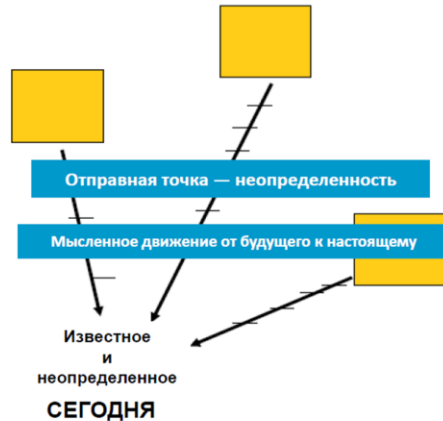 Отправная точка — неопределенность
Мысленное движение от будущего к настоящему
Известное
и
неопределенное
СЕГОДНЯ